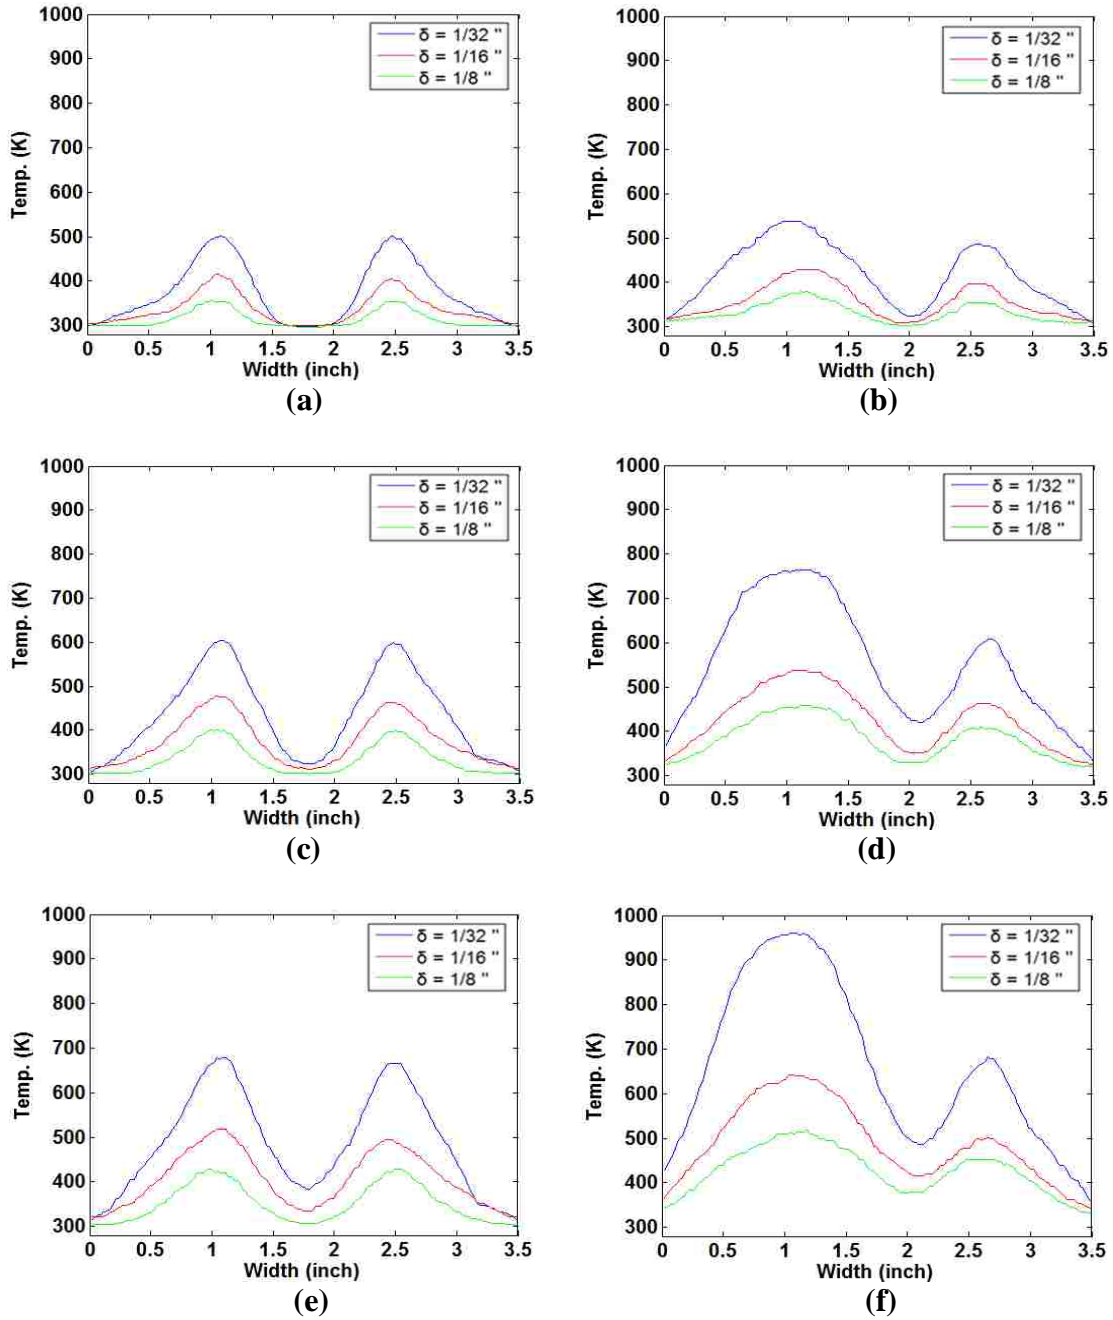 1000
900
800
700
600
500
400
300
Temp. (K)
δ = 1/32 "
δ = 1/16 "
δ = 1/8 "
0 0.5 1 1.5 2 2.5 3 3.5
Width (inch)
(a)
1000
900
800
700
600
500
400
300
Temp. (K)
δ = 1/32 "
δ = 1/16 "
δ = 1/8 "
0 0.5 1 1.5 2 2.5 3 3.5
Width (inch)
(b)
1000
900
800
700
600
500
400
300
Temp. (K)
δ = 1/32 "
δ = 1/16 "
δ = 1/8 "
0 0.5 1 1.5 2 2.5 3 3.5
Width (inch)
(c)
1000
900
800
700
600
500
400
300
Temp. (K)
δ = 1/32 "
δ = 1/16 "
δ = 1/8 "
0 0.5 1 1.5 2 2.5 3 3.5
Width (inch)
(d)
1000
900
800
700
600
500
400
300
Temp. (K)
δ = 1/32 "
δ = 1/16 "
δ = 1/8 "
0 0.5 1 1.5 2 2.5 3 3.5
Width (inch)
(e)
1000
900
800
700
600
500
400
300
Temp. (K)
δ = 1/32 "
δ = 1/16 "
δ = 1/8 "
0 0.5 1 1.5 2 2.5 3 3.5
Width (inch)
(f)